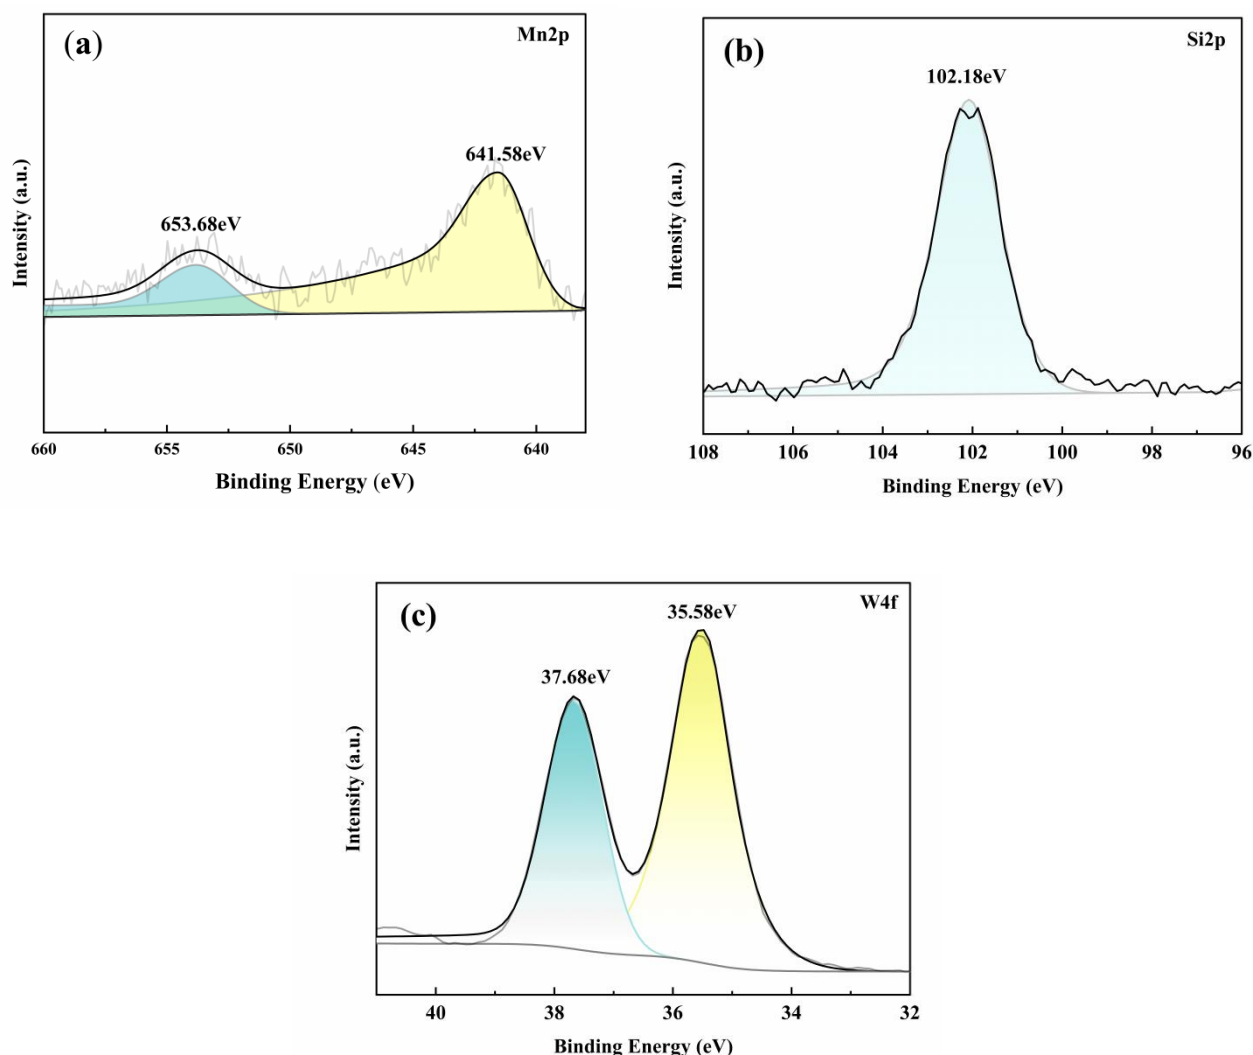 (a)
Mn2p
641.58eV
653.68eV
Intensity (a.u.)
660
655
650
645
640
Binding Energy (eV)
(b)
Si2p
102.18eV
Intensity (a.u.)
108
106
104
102
100
98
96
Binding Energy (eV)
(c)
W4f
35.58eV
37.68eV
Intensity (a.u.)
40
38
36
34
32
Binding Energy (eV)